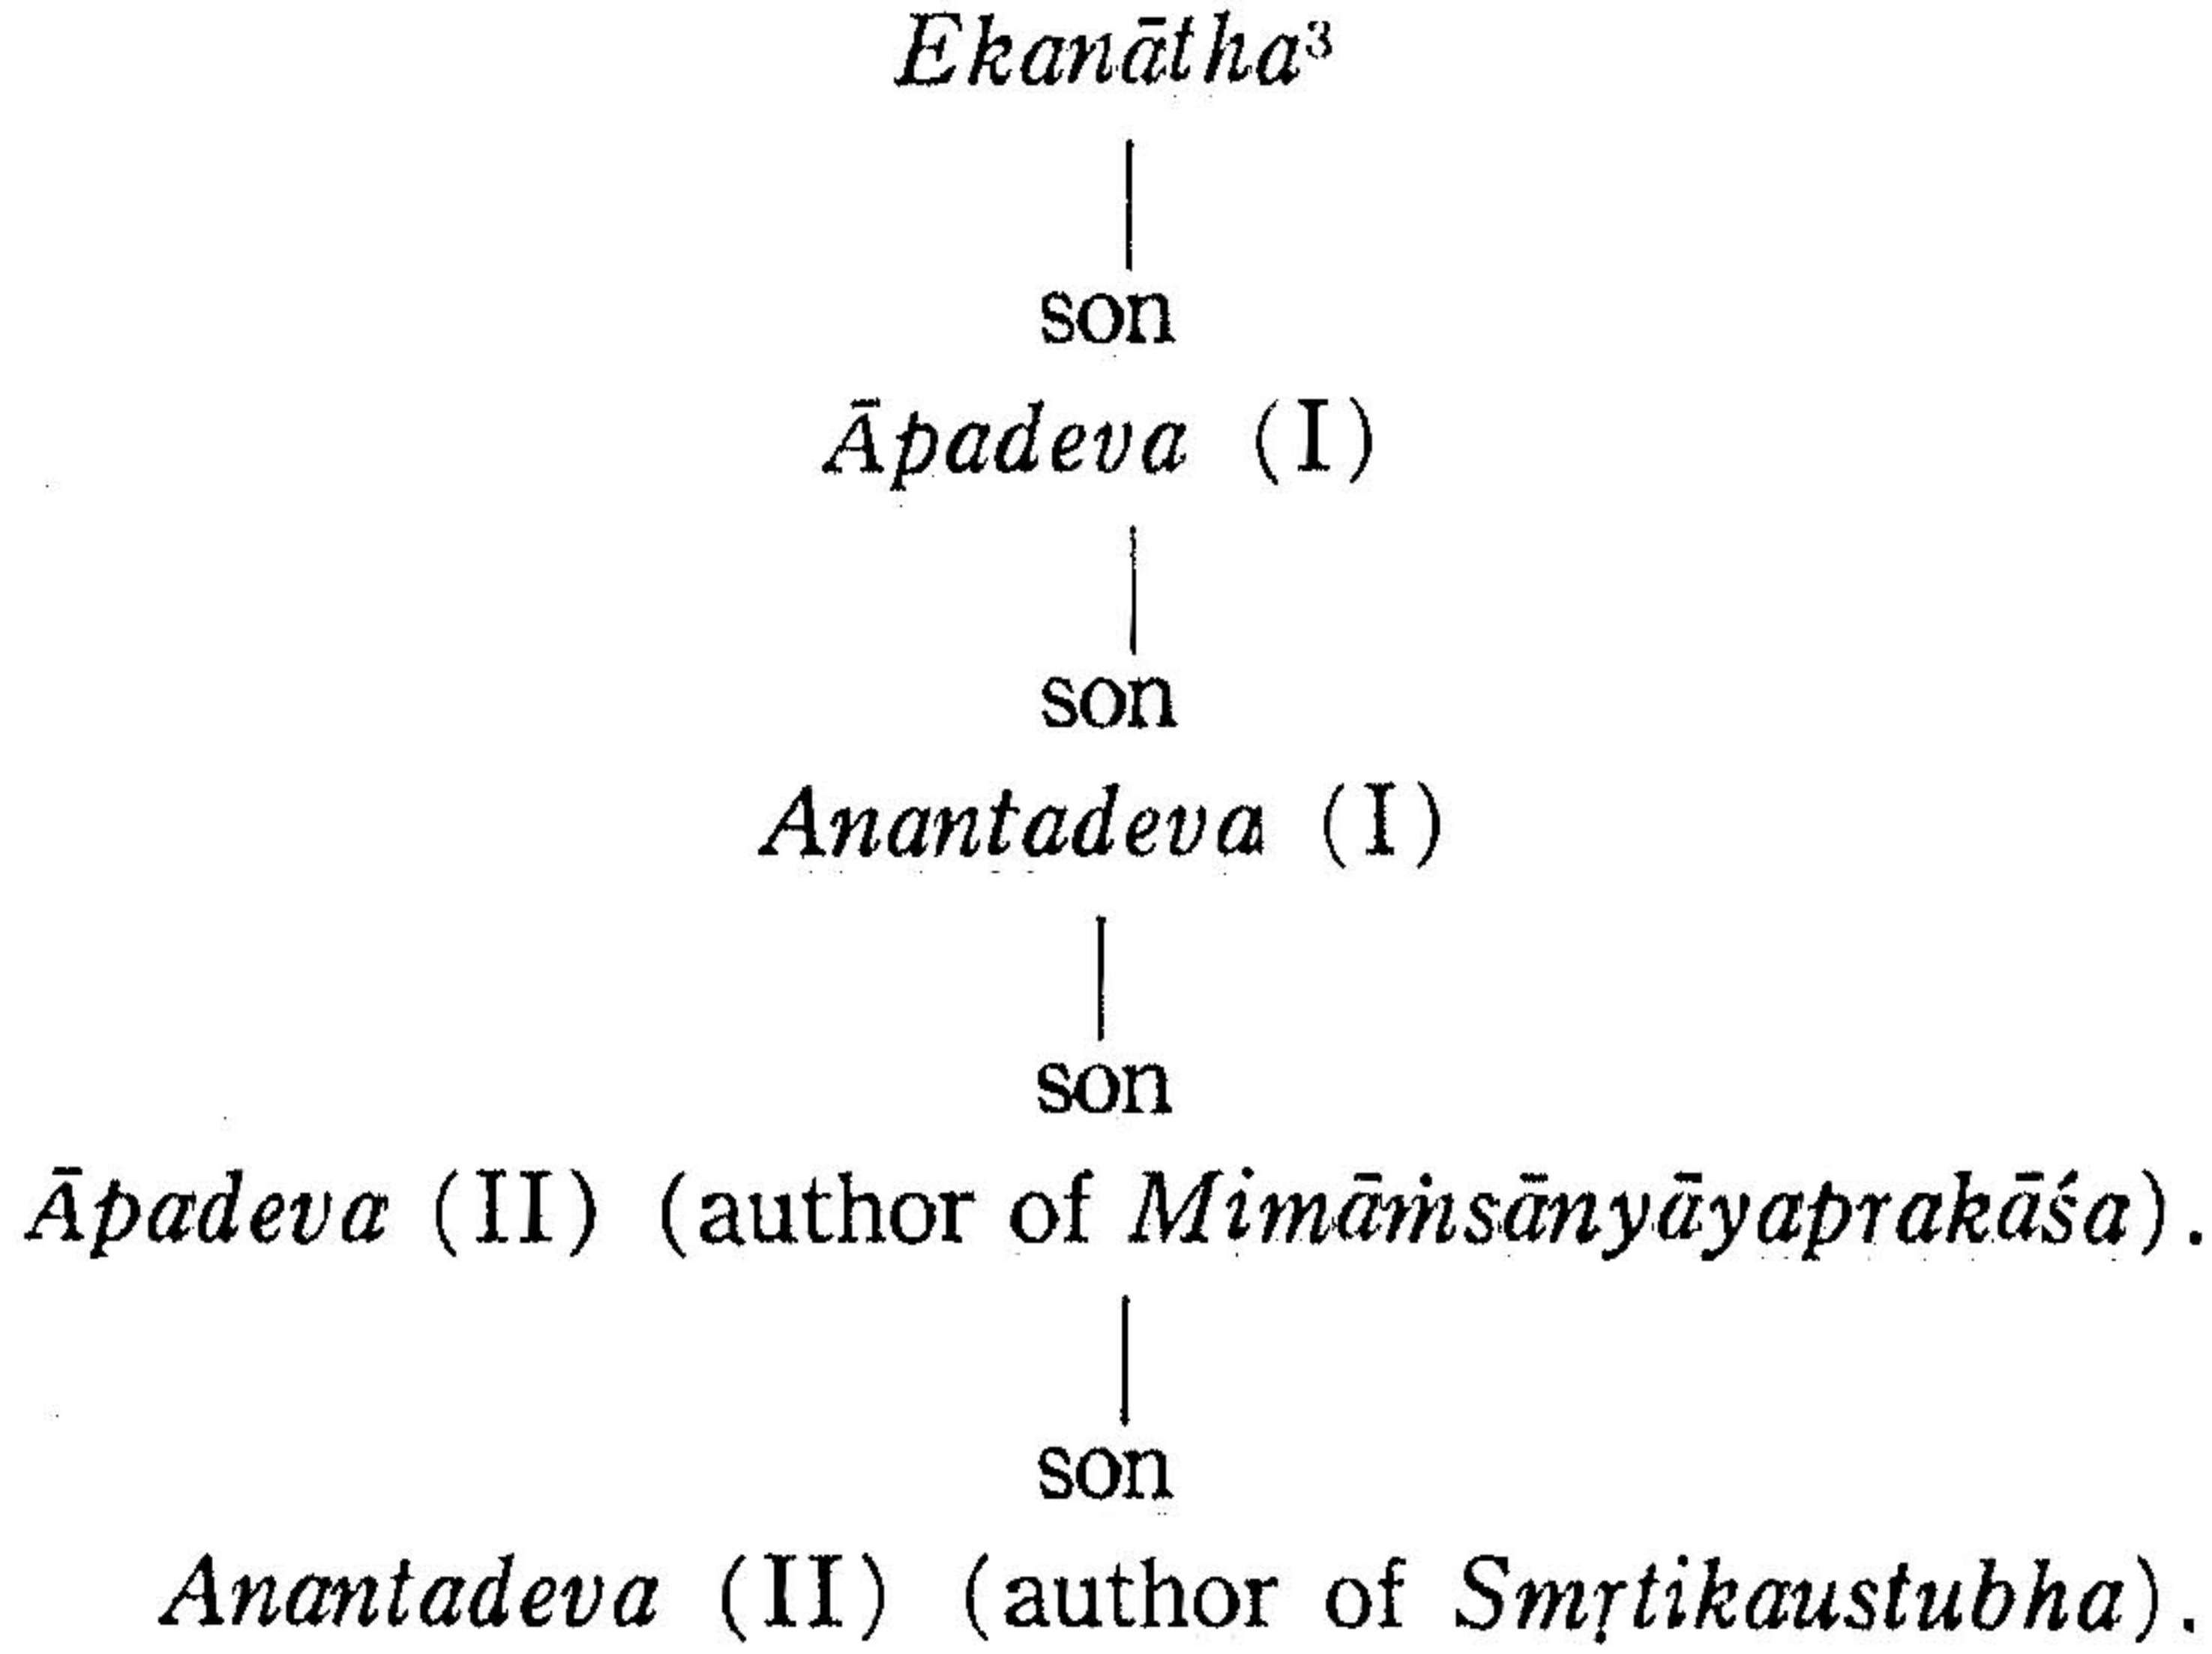 Ekanātha³
son
Āpadeva (I)
son
Anantadeva (I)
son
Āpadeva (II) (author of Mimāṁsānyāyaprakāśa).
son
Anantadeva (II) (author of Smṛtikaustubha).